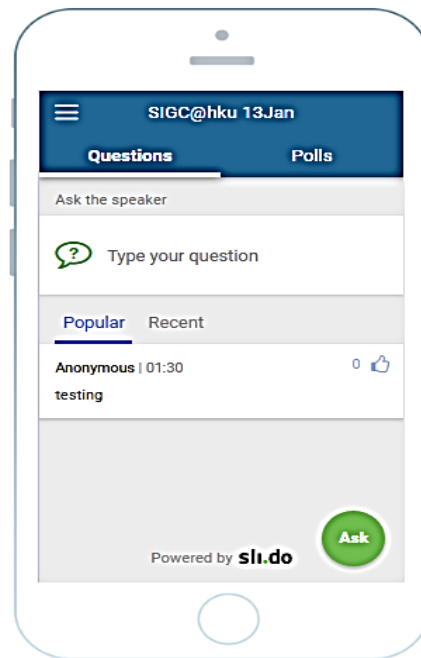 SIGC@hku 13Jan
Questions Polls
Ask the speaker
? Type your question
Popular Recent
Anonymous | 01:30 0
testing
Ask
Powered by sli.do